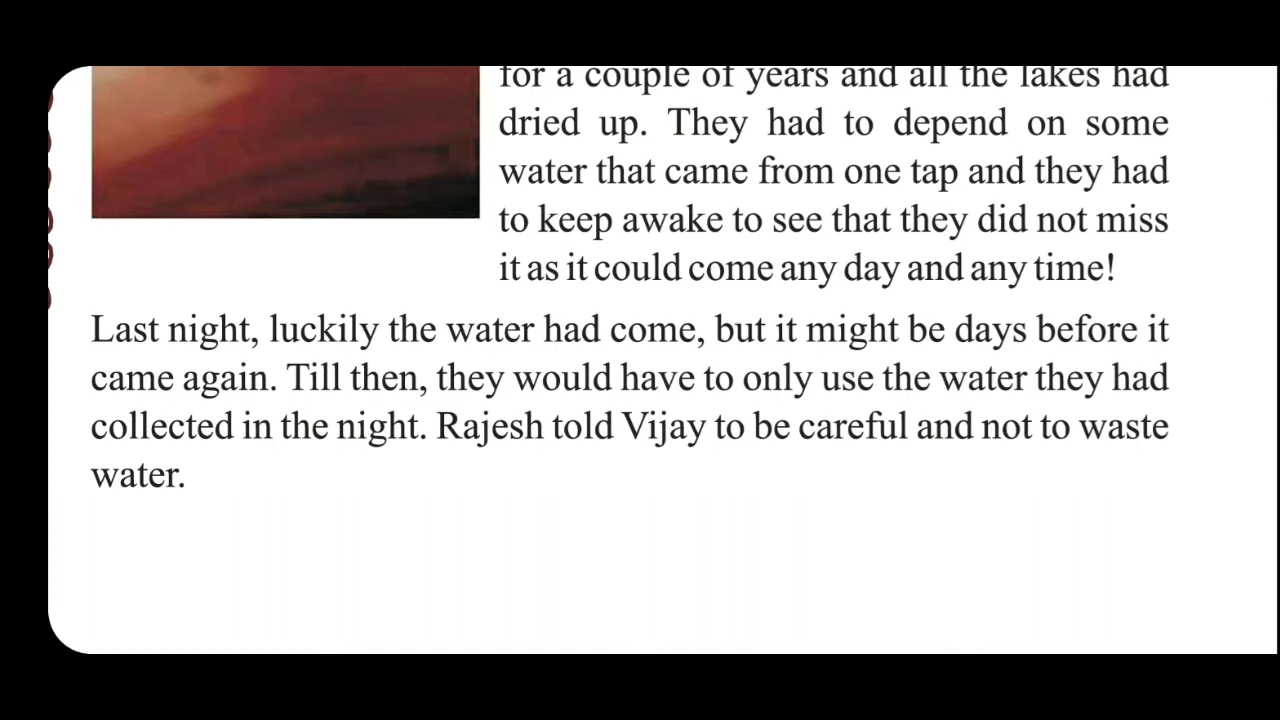 for a couple of years and all the lakes had
dried up. They had to depend on some
water that came from one tap and they had
to keep awake to see that they did not miss
it as it could come any day and any time!
Last night, luckily the water had come, but it might be days before it
came again. Till then, they would have to only use the water they had
collected in the night. Rajesh told Vijay to be careful and not to waste
water.